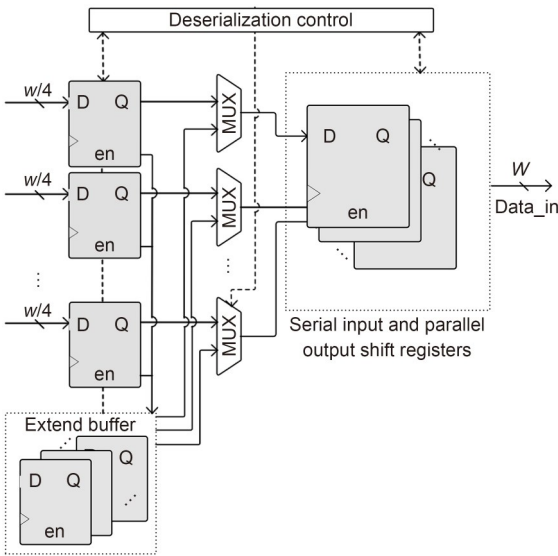 Deserialization control
w/4
D Q
en
MUX
w/4
D Q
en
MUX
D Q
en
Q
W
Data_in
⋮
⋮
w/4
D Q
en
MUX
Serial input and parallel
output shift registers
Extend buffer
D Q
en
Q